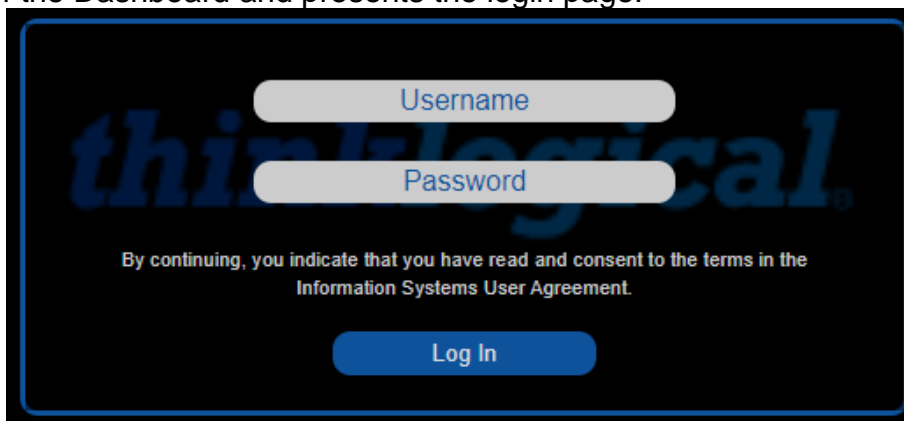 the Dashboard and presents the login page.
Username
thinklogical®
Password
By continuing, you indicate that you have read and consent to the terms in the
Information Systems User Agreement.
Log In